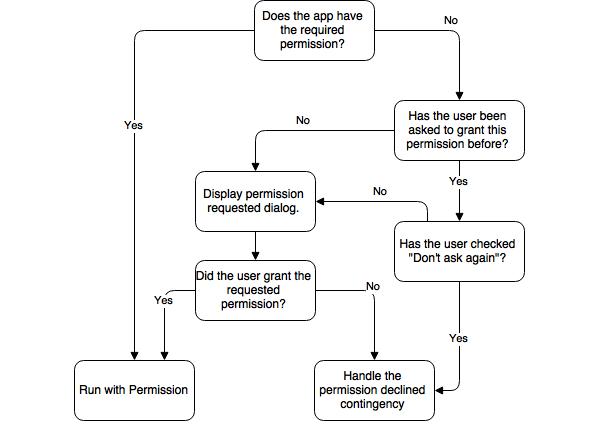 Does the app have
the required
permission?
No
Yes
Has the user been
asked to grant this
permission before?
No
Yes
Display permission
requested dialog.
No
Has the user checked
"Don't ask again"?
Did the user grant the
requested
permission?
Yes
No
Yes
Run with Permission
Handle the
permission declined
contingency